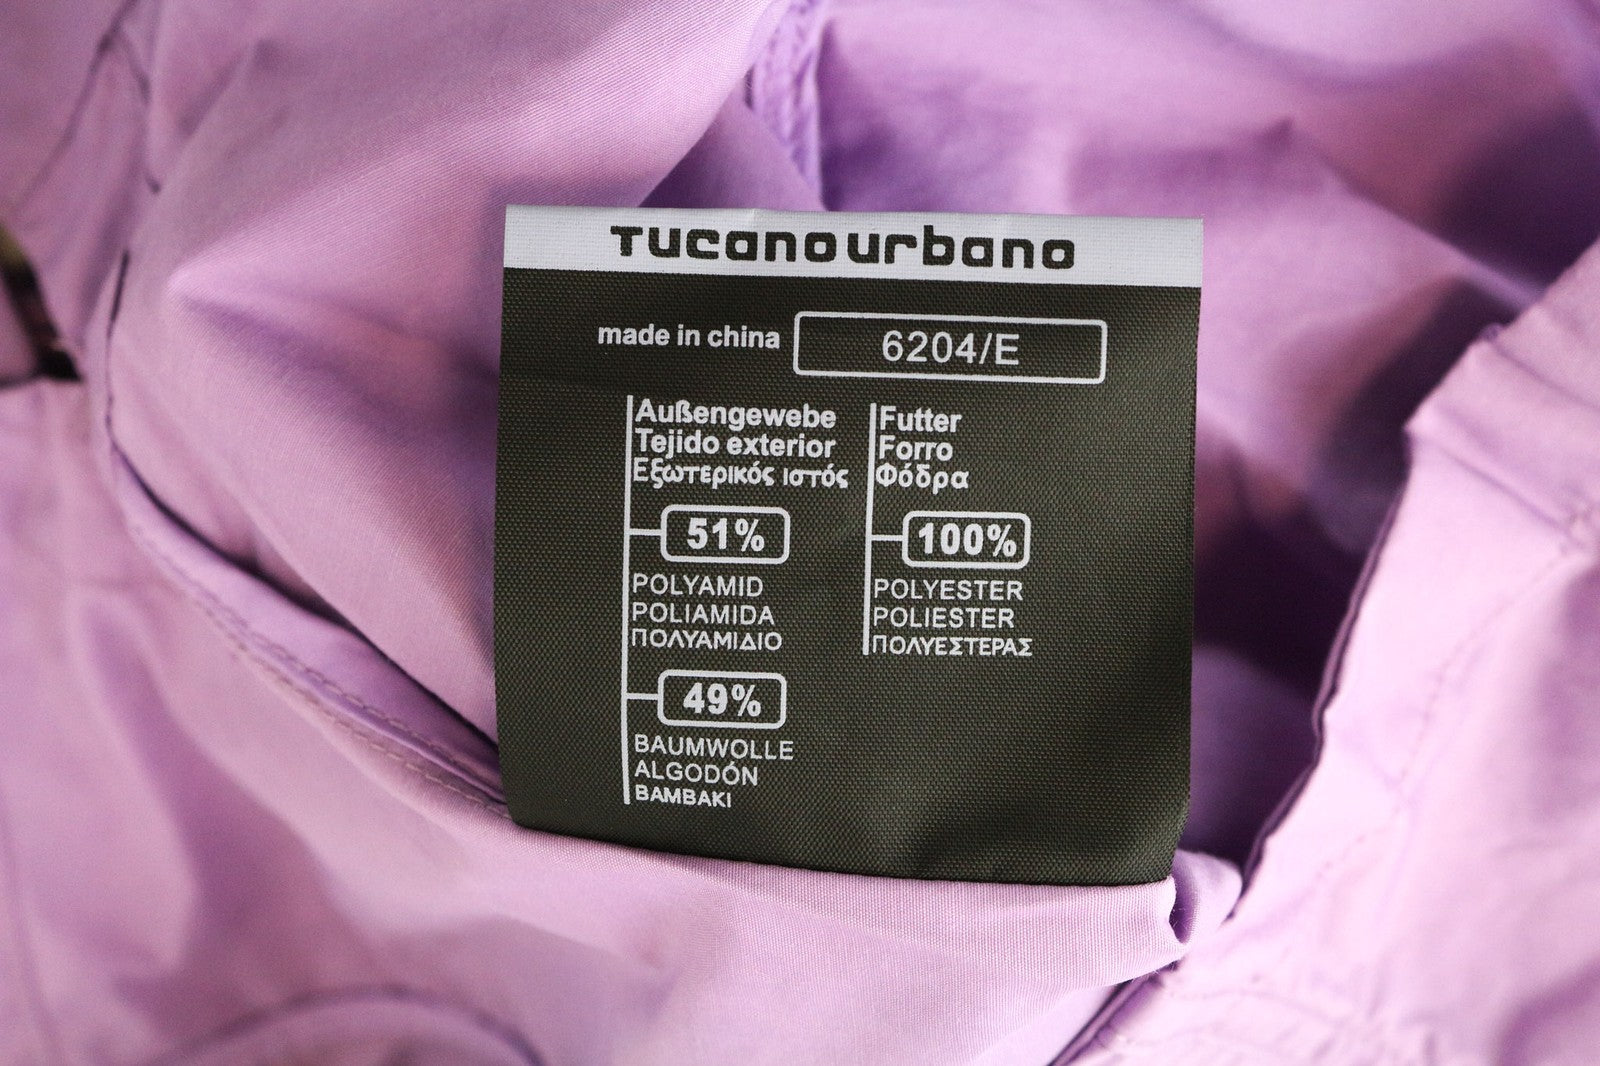 Tucanourbano
made in china
6204/E
Außengewebe
Tejido exterior
Εξωτερικός ιστός
51%
POLYAMID
POLIAMIDA
ΠΟΛΥΑΜΙΔΙΟ
49%
BAUMWOLLE
ALGODÓN
ΒΑΜΒΑΚΙ
Futter
Forro
Φόδρα
100%
POLYESTER
POLIESTER
ΠΟΛΥΕΣΤΕΡΑΣ